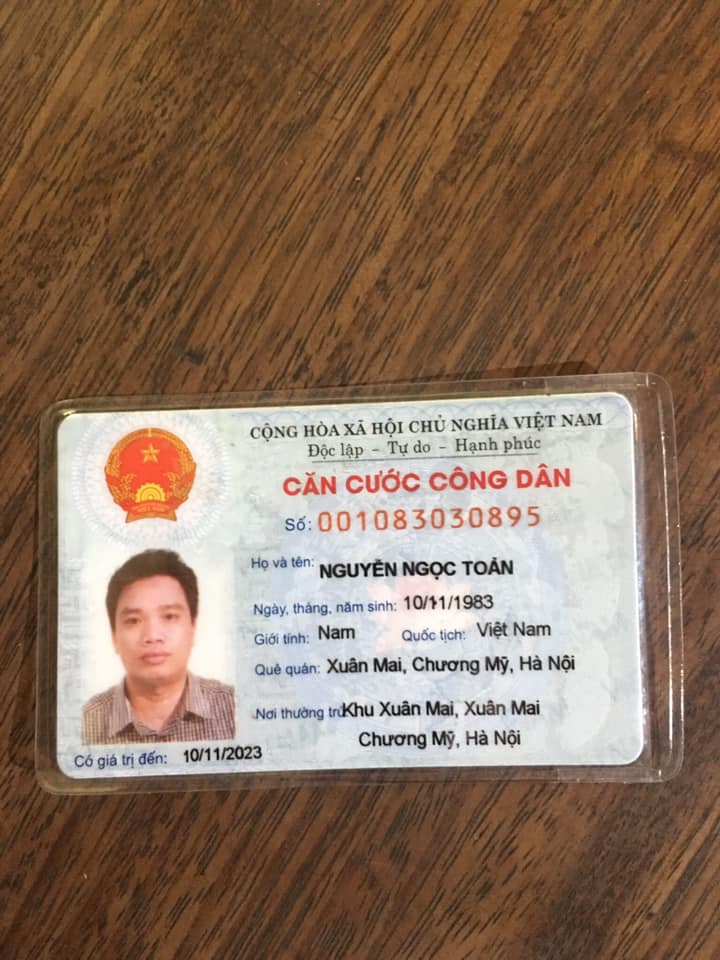 CỘNG HÒA XÃ HỘI CHỦ NGHĨA VIỆT NAM
Độc lập - Tự do - Hạnh phúc
CĂN CƯỚC CÔNG DÂN
Số: 001083030895
Họ và tên: NGUYỄN NGỌC TOẢN
Ngày, tháng, năm sinh: 10/11/1983
Giới tính: Nam Quốc tịch: Việt Nam
Quê quán: Xuân Mai, Chương Mỹ, Hà Nội
Nơi thường trú: Khu Xuân Mai, Xuân Mai
Chương Mỹ, Hà Nội
Có giá trị đến: 10/11/2023